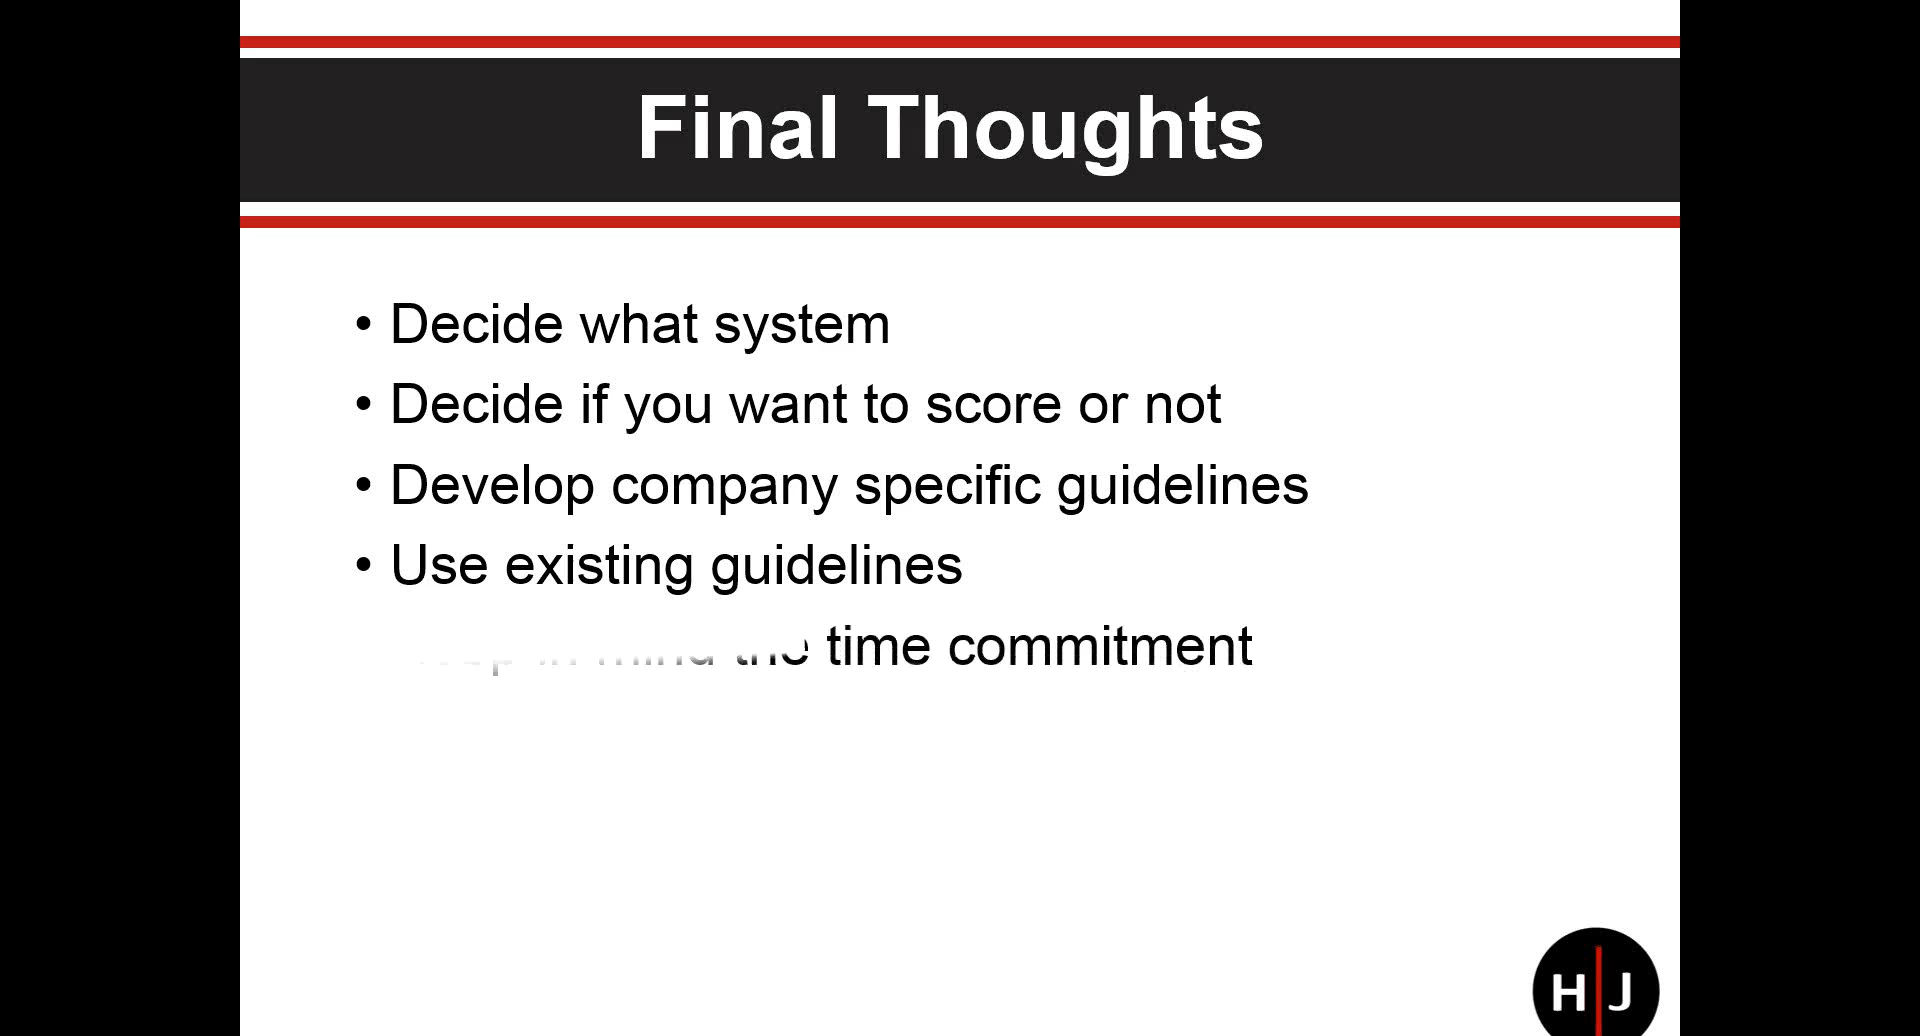 Final Thoughts
• Decide what system
• Decide if you want to score or not
• Develop company specific guidelines
• Use existing guidelines
the time commitment
H J